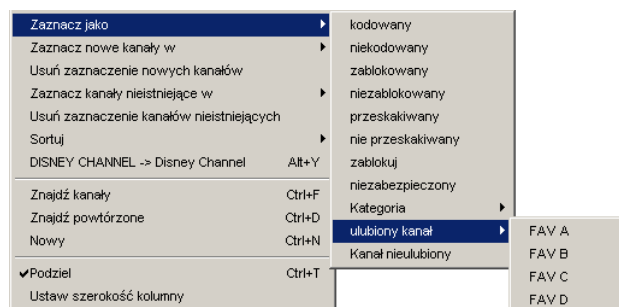 Zaznacz jako
Zaznacz nowe kanały w
Usuń zaznaczenie nowych kanałów
Zaznacz kanały nieistniejące w
Usuń zaznaczenie kanałów nieistniejących
Sortuj
DISNEY CHANNEL -> Disney Channel Alt+Y
Znajdź kanały Ctrl+F
Znajdź powtórzone Ctrl+D
Nowy Ctrl+N
Podziel Ctrl+T
Ustaw szerokość kolumny
kodowany
niekodowany
zablokowany
niezablokowany
przeskakiwany
nie przeskakiwany
zablokuj
niezabezpieczony
Kategoria
ulubiony kanał
Kanał nieulubiony
FAV A
FAV B
FAV C
FAV D